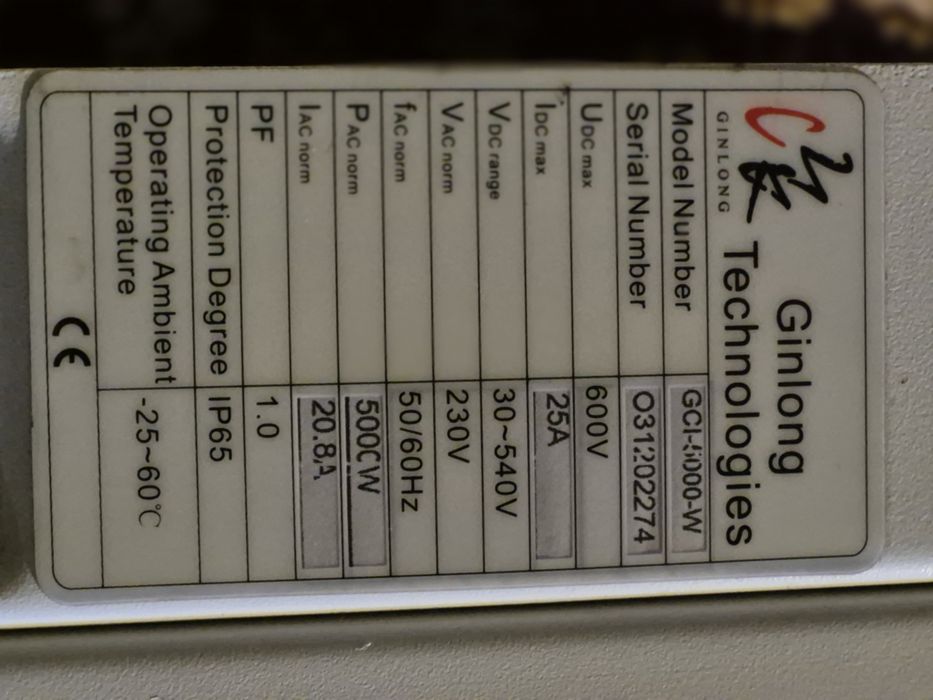 GINLONG
Ginlong
Technologies
Model Number GCI-5000-W
Serial Number O31202274
UDC max 600V
IDC max 25A
VDC range 30~540V
VAC norm 230V
fAC norm 50/60Hz
PAC norm 5000W
IAC norm 20.8A
PF 1.0
Protection Degree IP65
Operating Ambient
Temperature -25~60℃
CE